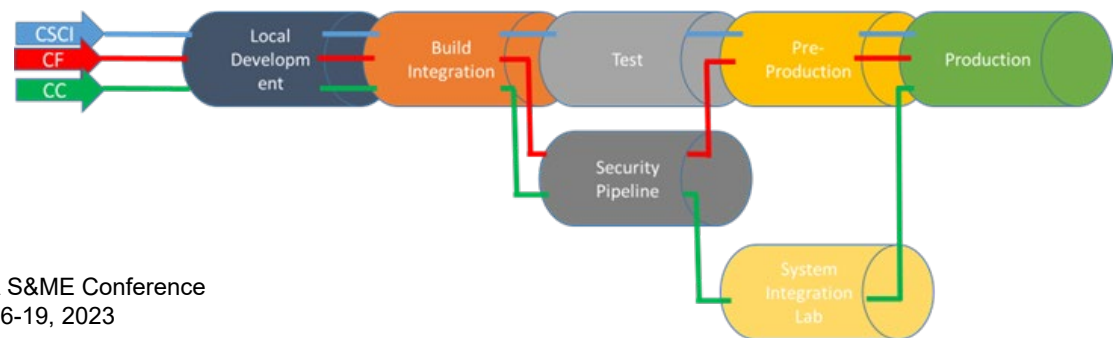 CSCI
CF
CC
Local
Developm
ent
Build
Integration
Test
Pre-
Production
Production
Security
Pipeline
System
Integration
Lab
S&ME Conference
6-19, 2023